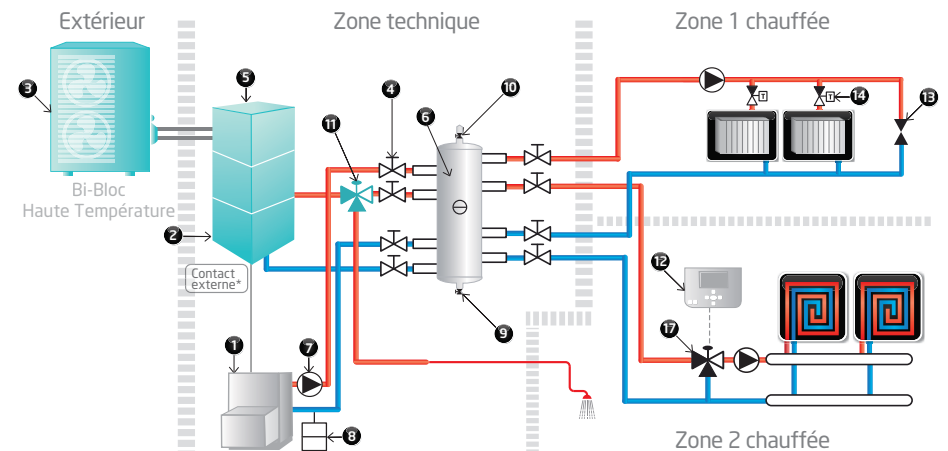 Extérieur
Zone technique
Zone 1 chauffée
3
5
4
10
11
6
14
13
T
T
Bi-Bloc
Haute Température
2
Contact
externe*
12
9
17
1
7
8
Zone 2 chauffée